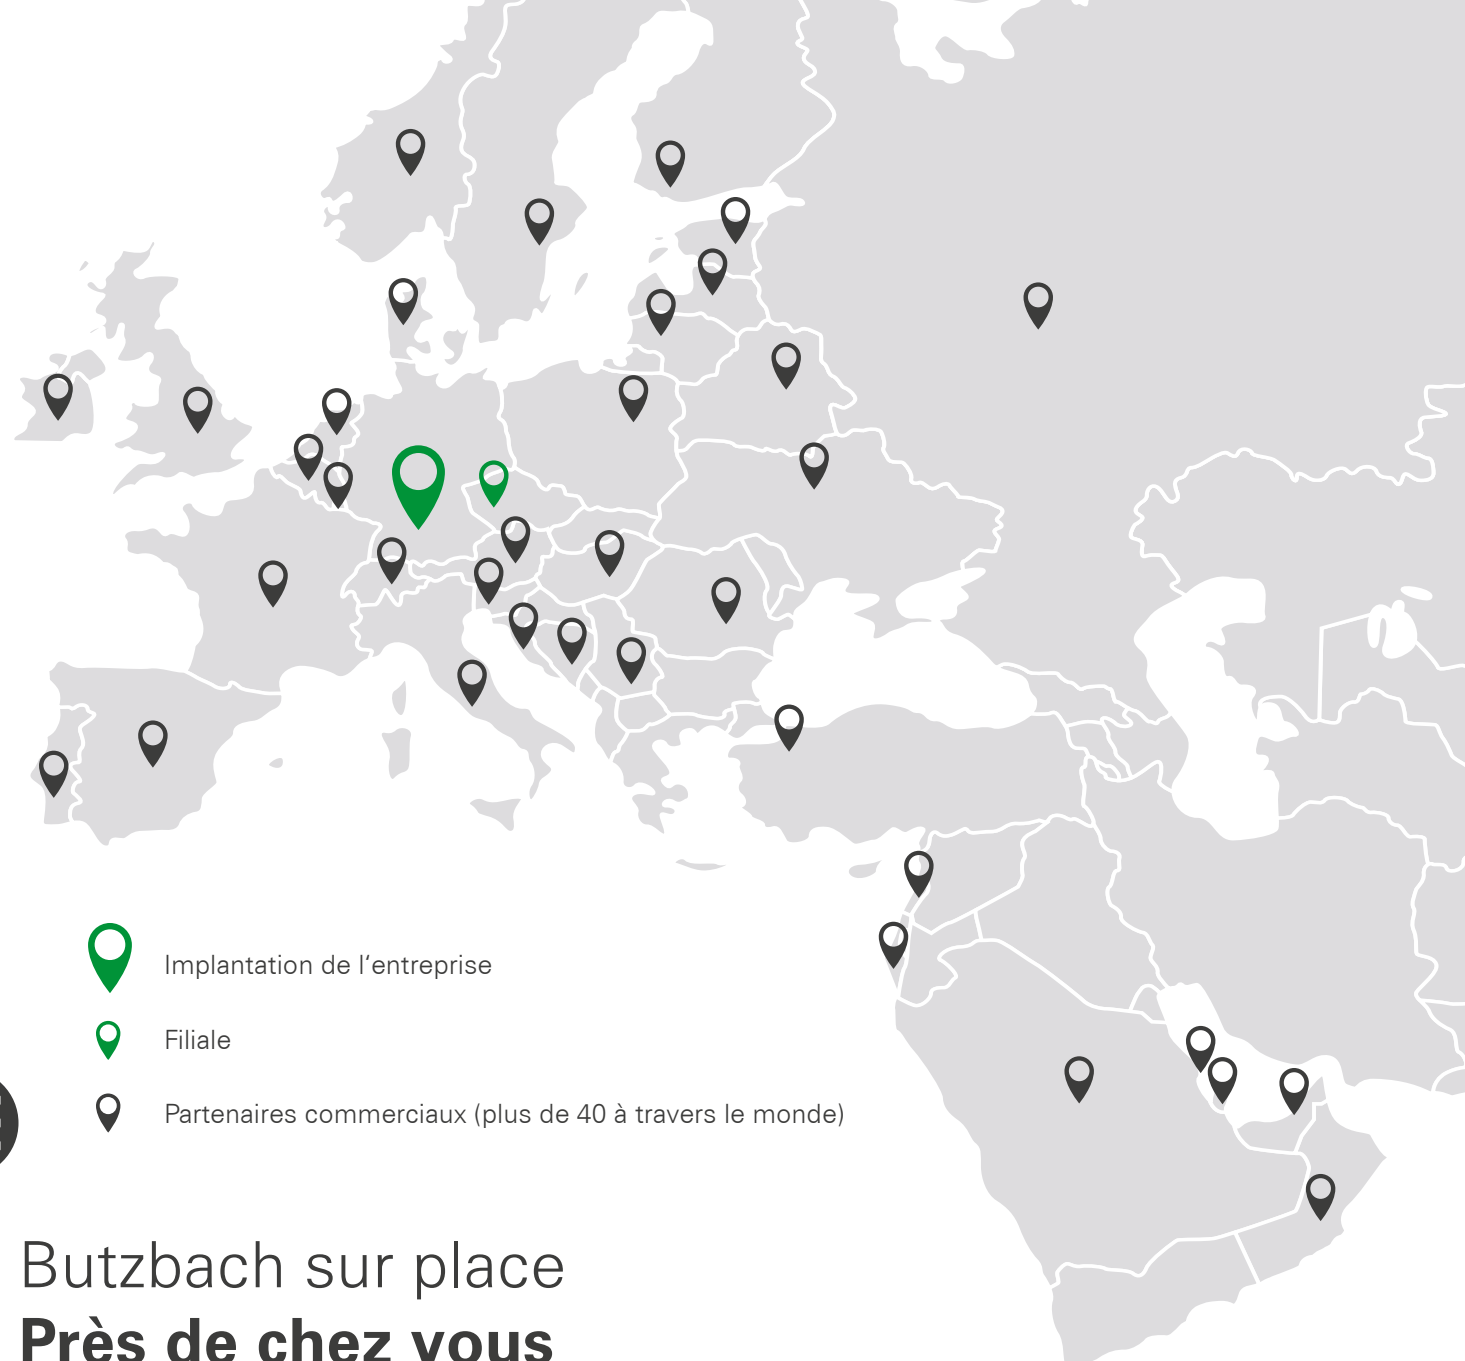 Implantation de l‘entreprise
Filiale
Partenaires commerciaux (plus de 40 à travers le monde)
Butzbach sur place
Près de chez vous